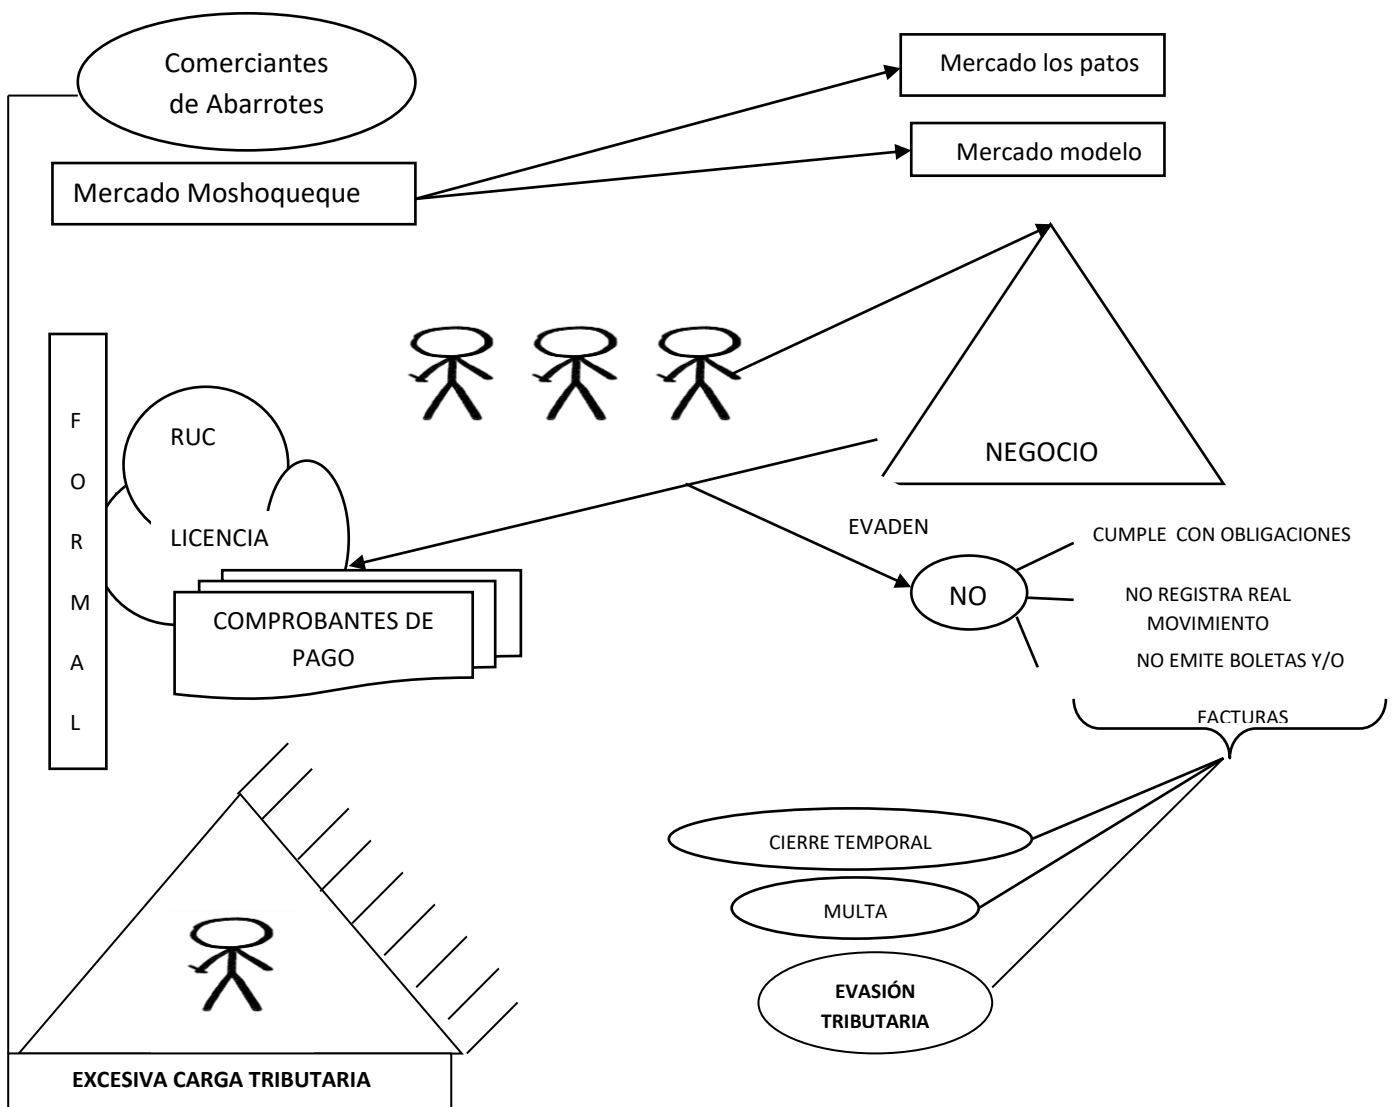 Comerciantes
de Abarrotes
Mercado los patos
Mercado modelo
Mercado Moshoqueque
F
O
R
M
A
L
RUC
LICENCIA
COMPROBANTES DE
PAGO
NEGOCIO
EVADEN
NO
CUMPLE CON OBLIGACIONES
NO REGISTRA REAL
MOVIMIENTO
NO EMITE BOLETAS Y/O
FACTURAS
CIERRE TEMPORAL
MULTA
EVASIÓN
TRIBUTARIA
EXCESIVA CARGA TRIBUTARIA